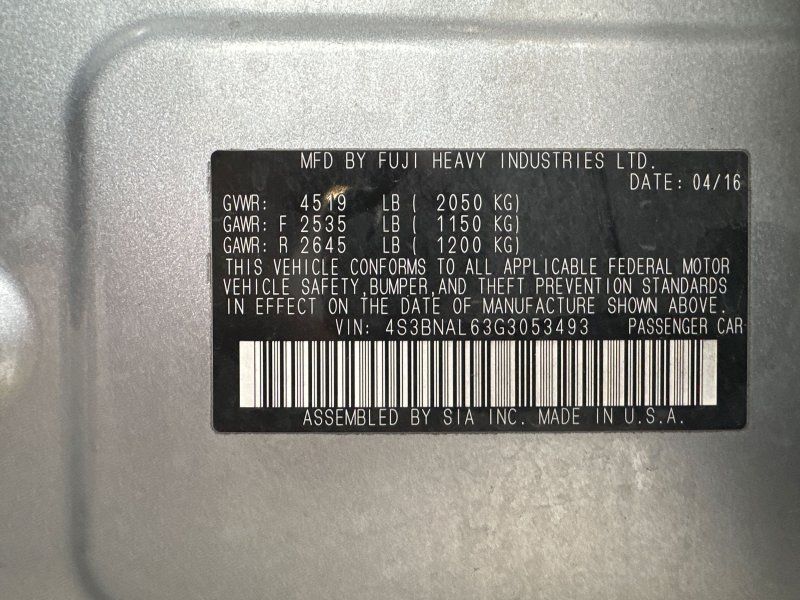 MFD BY FUJI HEAVY INDUSTRIES LTD.
DATE: 04/16
GVWR: 4519 LB ( 2050 KG)
GAWR: F 2535 LB ( 1150 KG)
GAWR: R 2645 LB ( 1200 KG)
THIS VEHICLE CONFORMS TO ALL APPLICABLE FEDERAL MOTOR
VEHICLE SAFETY,BUMPER,AND THEFT PREVENTION STANDARDS
IN EFFECT ON THE DATE OF MANUFACTURE SHOWN ABOVE.
VIN: 4S3BNAL63G3053493 PASSENGER CAR
ASSEMBLED BY SIA INC. MADE IN U.S.A.